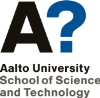 A?
Aalto University
School of Science
and Technology